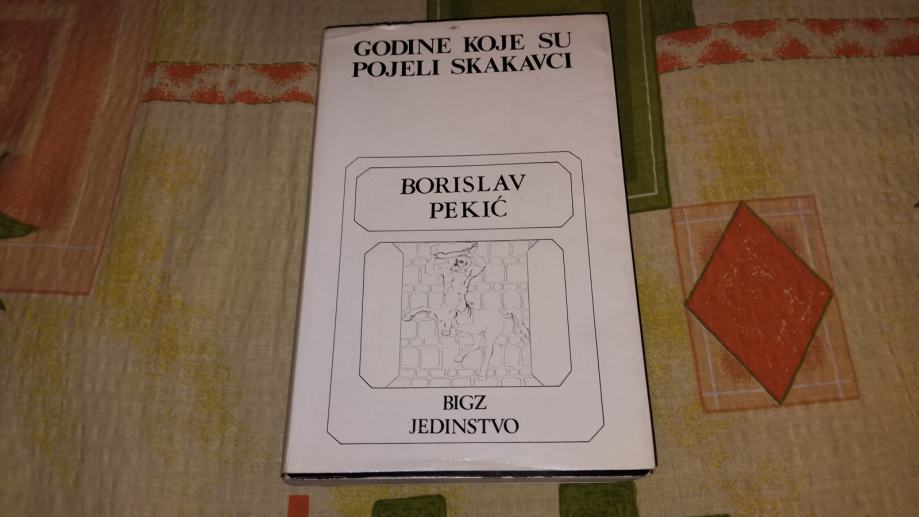 GODINE KOJE SU
POJELI SKAKAVCI
BORISLAV
PEKIĆ
BIGZ
JEDINSTVO